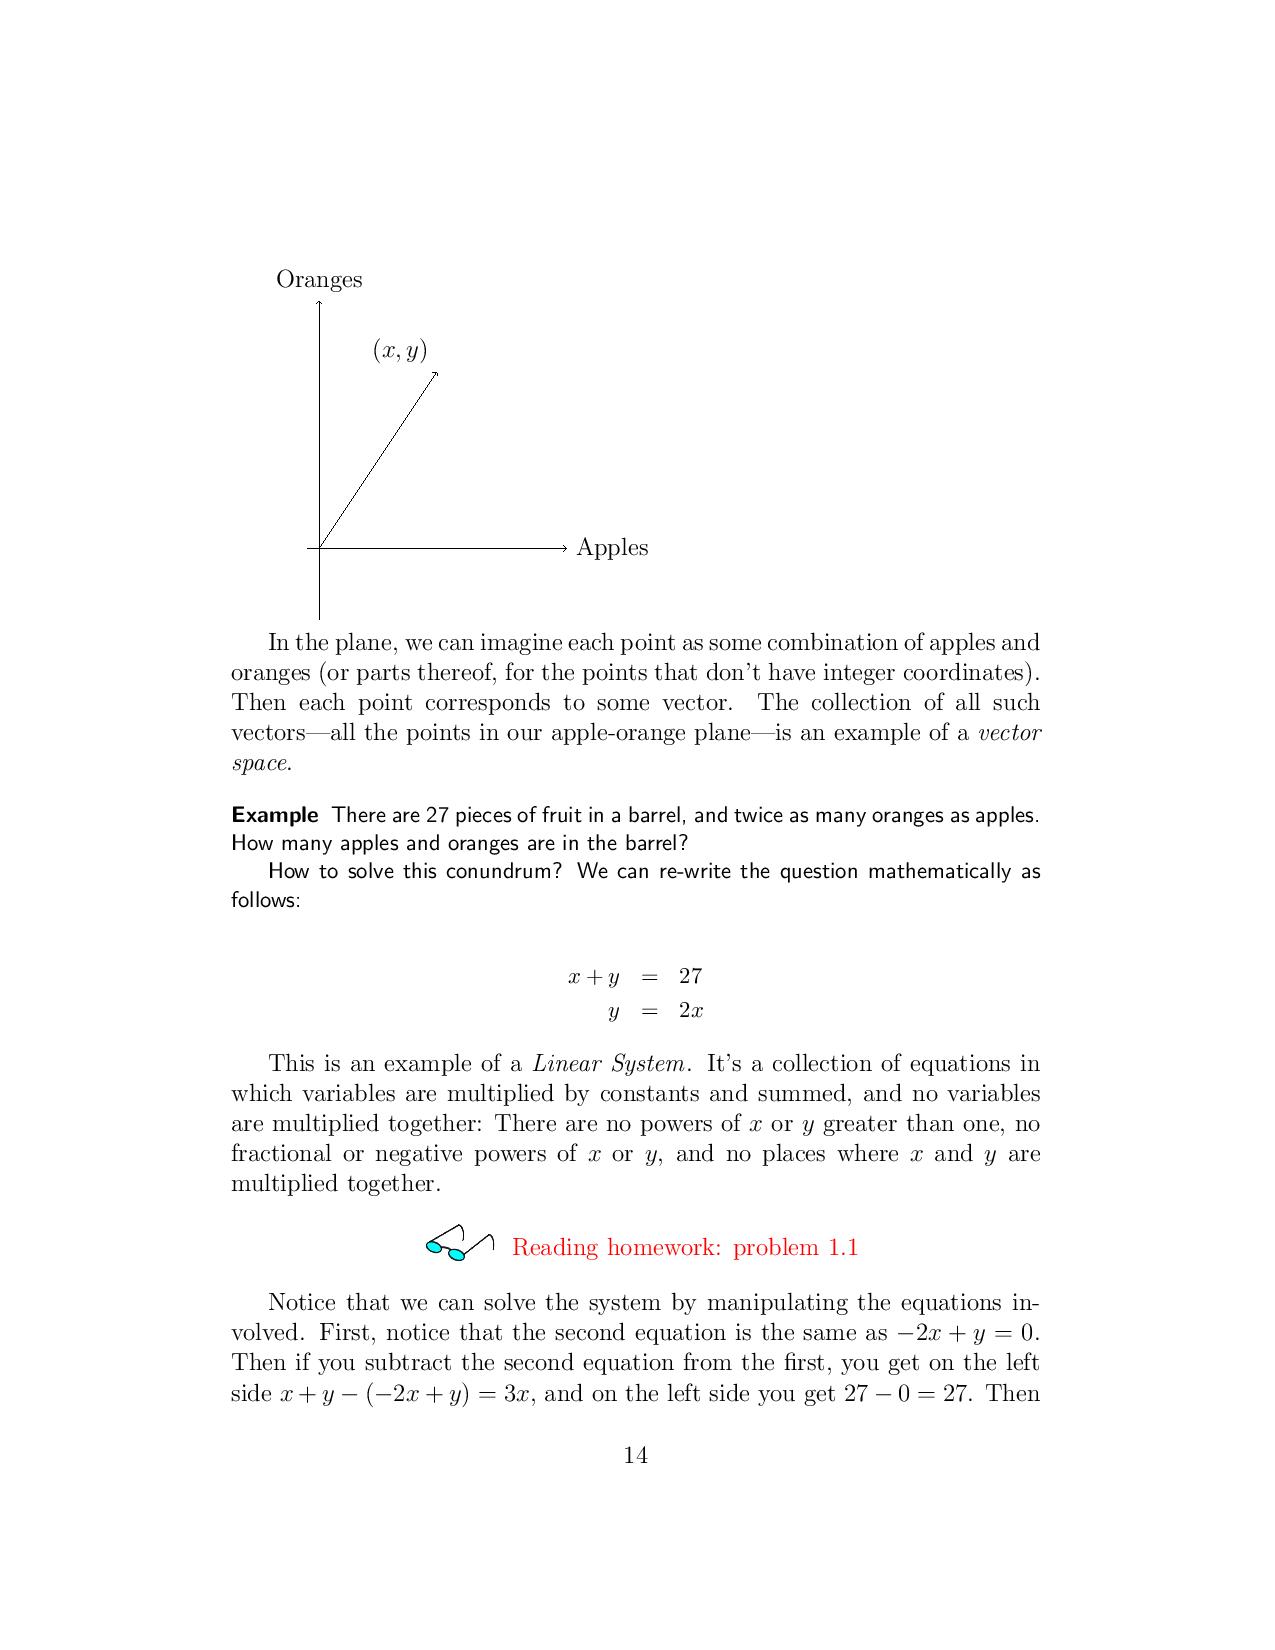 Oranges
(x, y)
Apples
In the plane, we can imagine each point as some combination of apples and
oranges (or parts thereof, for the points that don't have integer coordinates).
Then each point corresponds to some vector. The collection of all such
vectors—all the points in our apple-orange plane—is an example of a vector
space.
Example There are 27 pieces of fruit in a barrel, and twice as many oranges as apples.
How many apples and oranges are in the barrel?
How to solve this conundrum? We can re-write the question mathematically as
follows:
x + y = 27
y = 2x
This is an example of a Linear System. It's a collection of equations in
which variables are multiplied by constants and summed, and no variables
are multiplied together: There are no powers of x or y greater than one, no
fractional or negative powers of x or y, and no places where x and y are
multiplied together.
Reading homework: problem 1.1
Notice that we can solve the system by manipulating the equations in-
volved. First, notice that the second equation is the same as −2x + y = 0.
Then if you subtract the second equation from the first, you get on the left
side x + y − (−2x + y) = 3x, and on the left side you get 27 − 0 = 27. Then
14